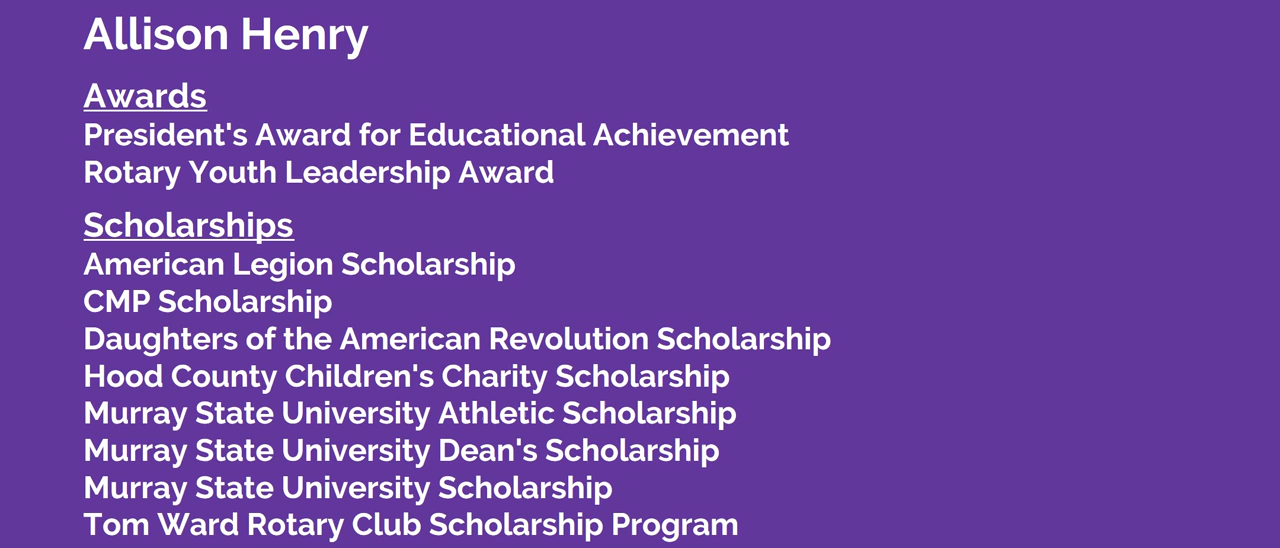 Allison Henry
Awards
President's Award for Educational Achievement
Rotary Youth Leadership Award
Scholarships
American Legion Scholarship
CMP Scholarship
Daughters of the American Revolution Scholarship
Hood County Children's Charity Scholarship
Murray State University Athletic Scholarship
Murray State University Dean's Scholarship
Murray State University Scholarship
Tom Ward Rotary Club Scholarship Program